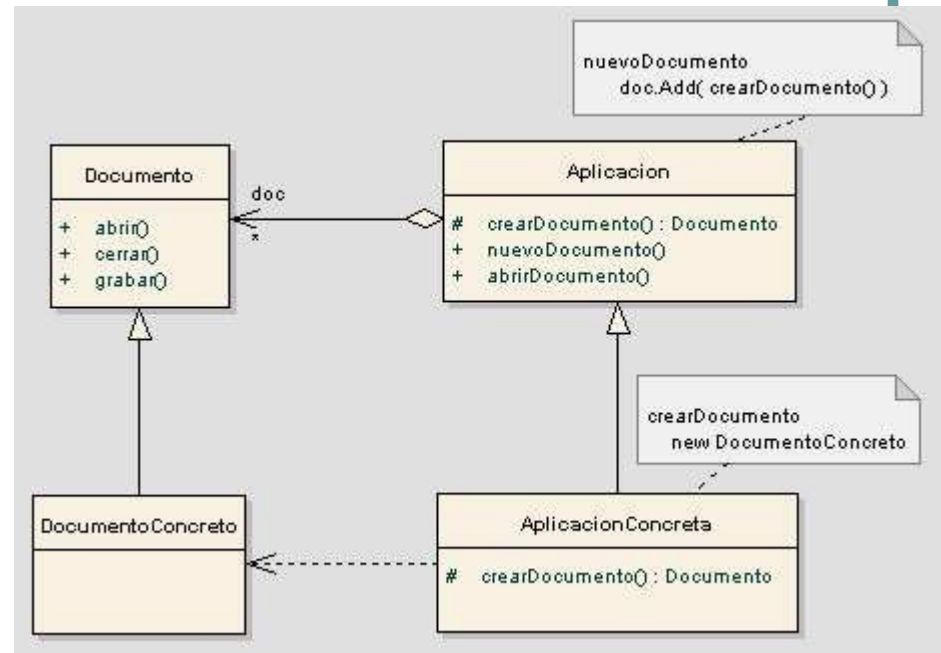 nuevoDocumento
doc.Add( crearDocumento() )
Documento
+ abrir()
+ cerrar()
+ grabar()
doc
*
Aplicacion
# crearDocumento() : Documento
+ nuevoDocumento()
+ abrirDocumento()
crearDocumento
new DocumentoConcreto
DocumentoConcreto
AplicacionConcreta
# crearDocumento() : Documento